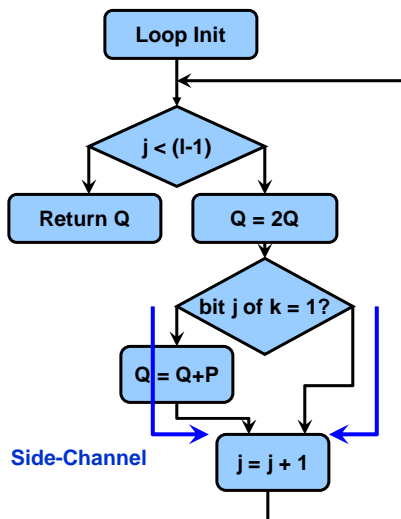 Loop Init
j < (l-1)
Return Q
Q = 2Q
bit j of k = 1?
Q = Q+P
Side-Channel
j = j + 1